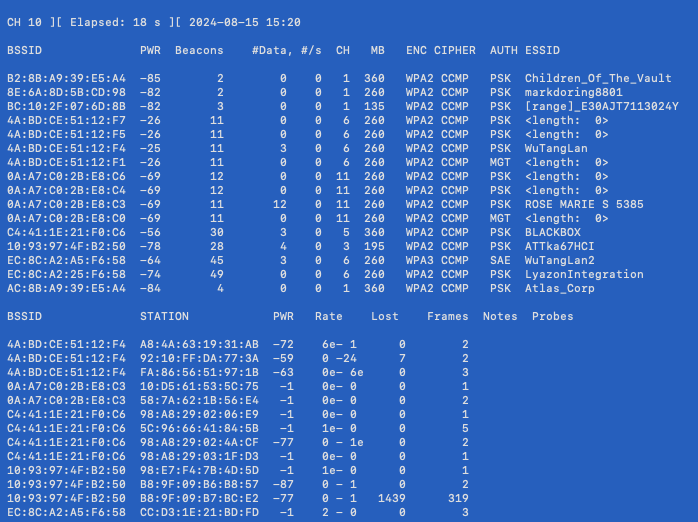 CH 10 ][ Elapsed: 18 s ][ 2024-08-15 15:20
BSSID PWR Beacons #Data, #/s CH MB ENC CIPHER AUTH ESSID
B2:8B:A9:39:E5:A4 -85 2 0 0 1 360 WPA2 CCMP PSK Children_Of_The_Vault
8E:6A:8D:5B:CD:98 -82 2 0 0 1 360 WPA2 CCMP PSK markdoring8801
BC:10:2F:07:6D:8B -82 3 0 0 1 135 WPA2 CCMP PSK [range]_E30AJT7113024Y
4A:BD:CE:51:12:F7 -26 11 0 0 6 260 WPA2 CCMP PSK <length: 0>
4A:BD:CE:51:12:F5 -26 11 0 0 6 260 WPA2 CCMP PSK <length: 0>
4A:BD:CE:51:12:F4 -25 11 3 0 6 260 WPA2 CCMP PSK WuTangLan
4A:BD:CE:51:12:F1 -26 11 0 0 6 260 WPA2 CCMP MGT <length: 0>
0A:A7:C0:2B:E8:C6 -69 12 0 0 11 260 WPA2 CCMP PSK <length: 0>
0A:A7:C0:2B:E8:C4 -69 12 0 0 11 260 WPA2 CCMP PSK <length: 0>
0A:A7:C0:2B:E8:C3 -69 11 12 0 11 260 WPA2 CCMP PSK ROSE MARIE S 5385
0A:A7:C0:2B:E8:C0 -69 11 0 0 11 260 WPA2 CCMP MGT <length: 0>
C4:41:1E:21:F0:C6 -56 30 3 0 5 360 WPA2 CCMP PSK BLACKBOX
10:93:97:4F:B2:50 -78 28 4 0 3 195 WPA2 CCMP PSK ATTka67HCI
EC:8C:A2:A5:F6:58 -64 45 3 0 6 260 WPA3 CCMP SAE WuTangLan2
EC:8C:A2:25:F6:58 -74 49 0 0 6 260 WPA2 CCMP PSK LyazonIntegration
AC:8B:A9:39:E5:A4 -84 4 0 0 1 360 WPA2 CCMP PSK Atlas_Corp
BSSID STATION PWR Rate Lost Frames Notes Probes
4A:BD:CE:51:12:F4 A8:4A:63:19:31:AB -72 6e- 1 0 2
4A:BD:CE:51:12:F4 92:10:FF:DA:77:3A -59 0 -24 7 2
4A:BD:CE:51:12:F4 FA:86:56:51:97:1B -63 0e- 6e 0 3
0A:A7:C0:2B:E8:C3 10:D5:61:53:5C:75 -1 0e- 0 0 1
0A:A7:C0:2B:E8:C3 58:7A:62:1B:56:E4 -1 0e- 0 0 2
C4:41:1E:21:F0:C6 98:A8:29:02:06:E9 -1 0e- 0 0 1
C4:41:1E:21:F0:C6 5C:96:66:41:84:5B -1 1e- 0 0 5
C4:41:1E:21:F0:C6 98:A8:29:02:4A:CF -77 0 - 1e 0 2
C4:41:1E:21:F0:C6 98:A8:29:03:1F:D3 -1 0e- 0 0 1
10:93:97:4F:B2:50 98:E7:F4:7B:4D:5D -1 1e- 0 0 1
10:93:97:4F:B2:50 B8:9F:09:B6:B8:57 -87 0 - 1 0 2
10:93:97:4F:B2:50 B8:9F:09:B7:BC:E2 -77 0 - 1 1439 319
EC:8C:A2:A5:F6:58 CC:D3:1E:21:BD:FD -1 2 - 0 0 3